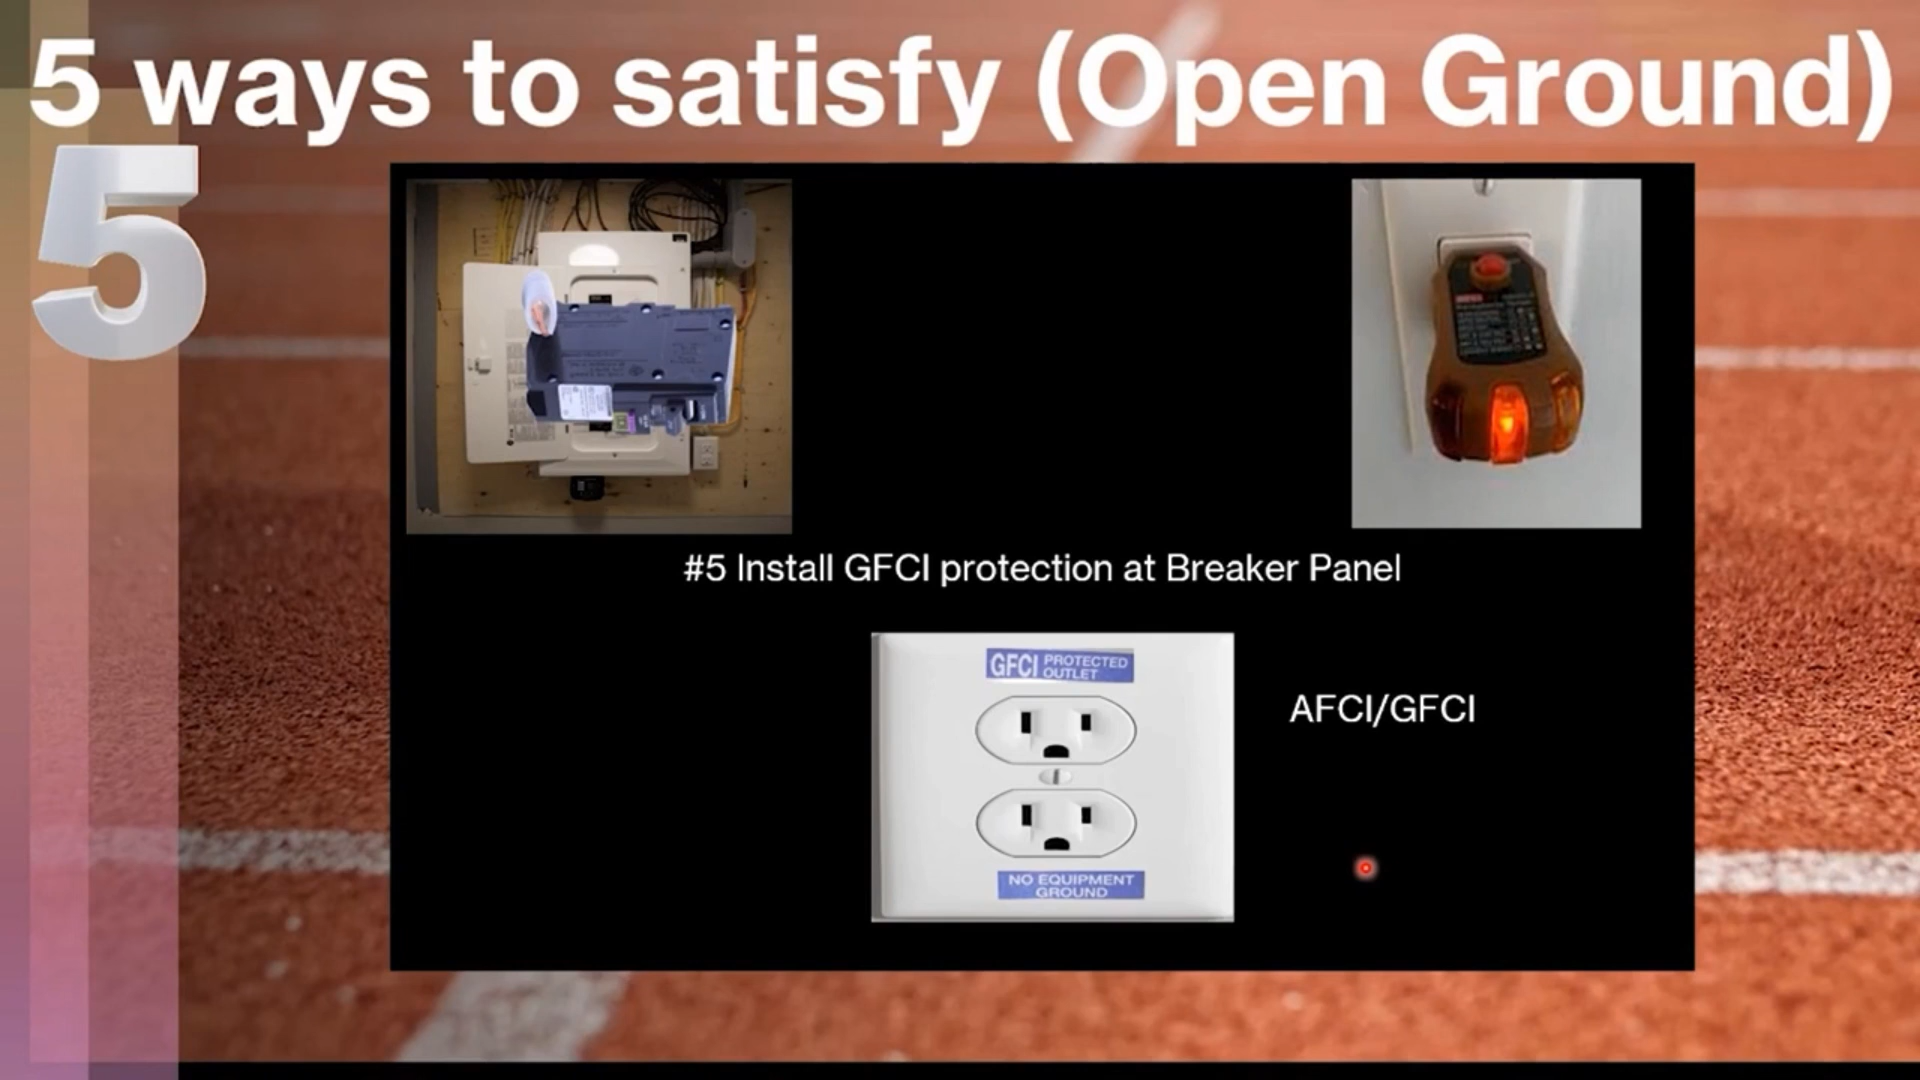 5 ways to satisfy (Open Ground)
5
#5 Install GFCI protection at Breaker Panel
GFCI PROTECTED
OUTLET
AFCI/GFCI
NO EQUIPMENT
GROUND